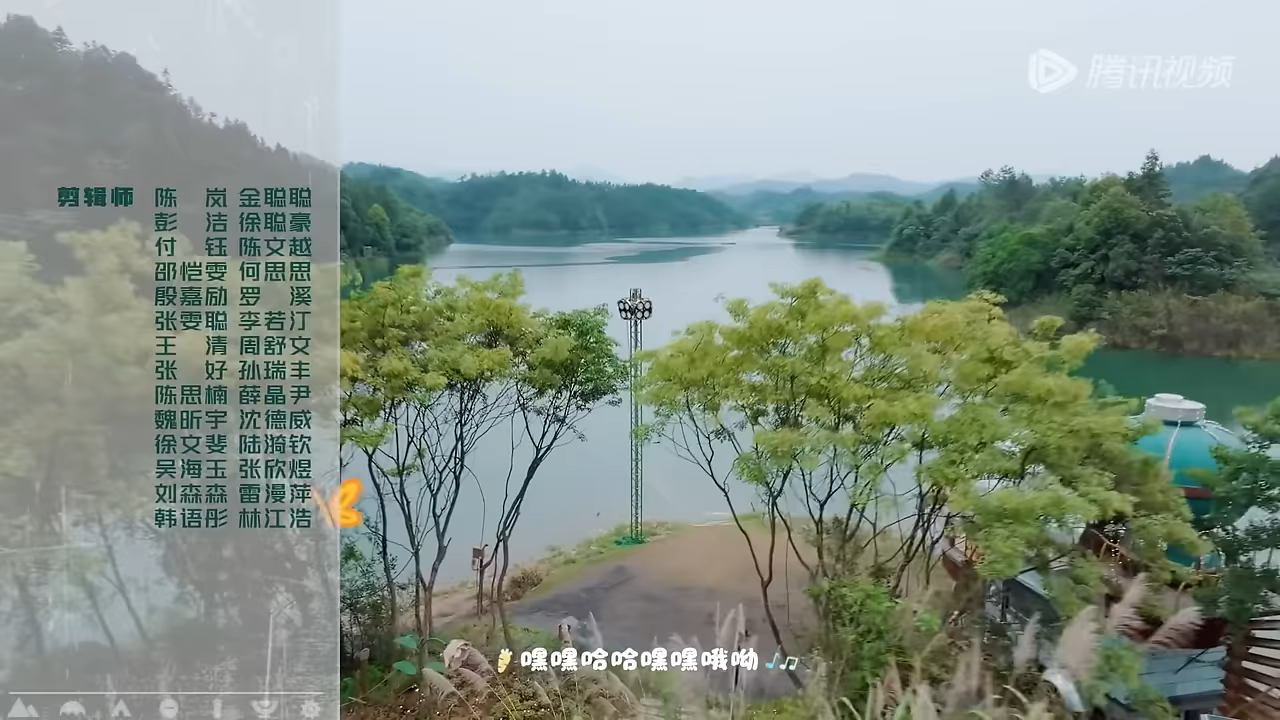 腾讯视频
剪辑师 陈岚 金聪聪
彭洁 徐聪豪
付钰 陈文越
邵恺雯 何思思
殷嘉励 罗溪
张雯聪 李若汀
王清 周舒文
张好 孙瑞丰
陈思楠 薛晶尹
魏昕宇 沈德威
徐文斐 陆漪钦
吴海玉 张欣煜
刘森淼 雷漫萍
韩语彤 林江浩
嘿嘿哈哈嘿嘿哦呦